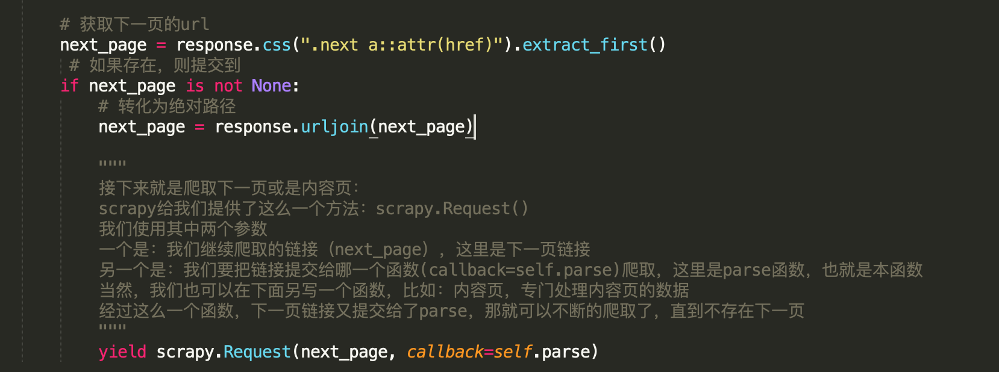 # 获取下一页的url
next_page = response.css(".next a::attr(href)").extract_first()
# 如果存在，则提交到
if next_page is not None:
# 转化为绝对路径
next_page = response.urljoin(next_page)
"""
接下来就是爬取下一页或是内容页：
scrapy给我们提供了这么一个方法：scrapy.Request()
我们使用其中两个参数
一个是：我们继续爬取的链接（next_page）,这里是下一页链接
另一个是：我们要把链接提交给哪一个函数(callback=self.parse)爬取，这里是parse函数，也就是本函数
当然，我们也可以在下面另写一个函数，比如：内容页，专门处理内容页的数据
经过这么一个函数，下一页链接又提交给了parse，那就可以不断的爬取了，直到不存在下一页
"""
yield scrapy.Request(next_page, callback=self.parse)